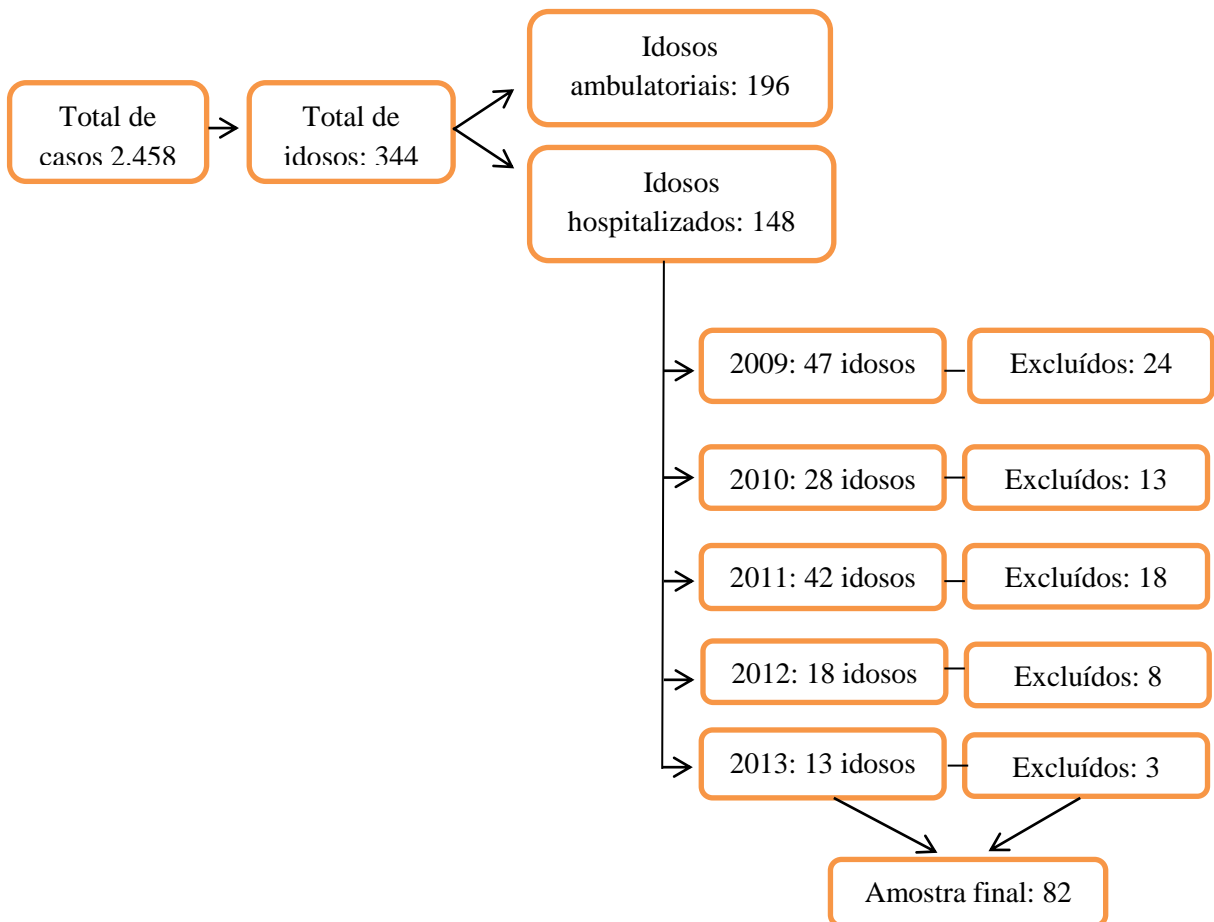 Total de
casos 2.458
Total de
idosos: 344
Idosos
ambulatoriais: 196
Idosos
hospitalizados: 148
2009: 47 idosos
Excluídos: 24
2010: 28 idosos
Excluídos: 13
2011: 42 idosos
Excluídos: 18
2012: 18 idosos
Excluídos: 8
2013: 13 idosos
Excluídos: 3
Amostra final: 82